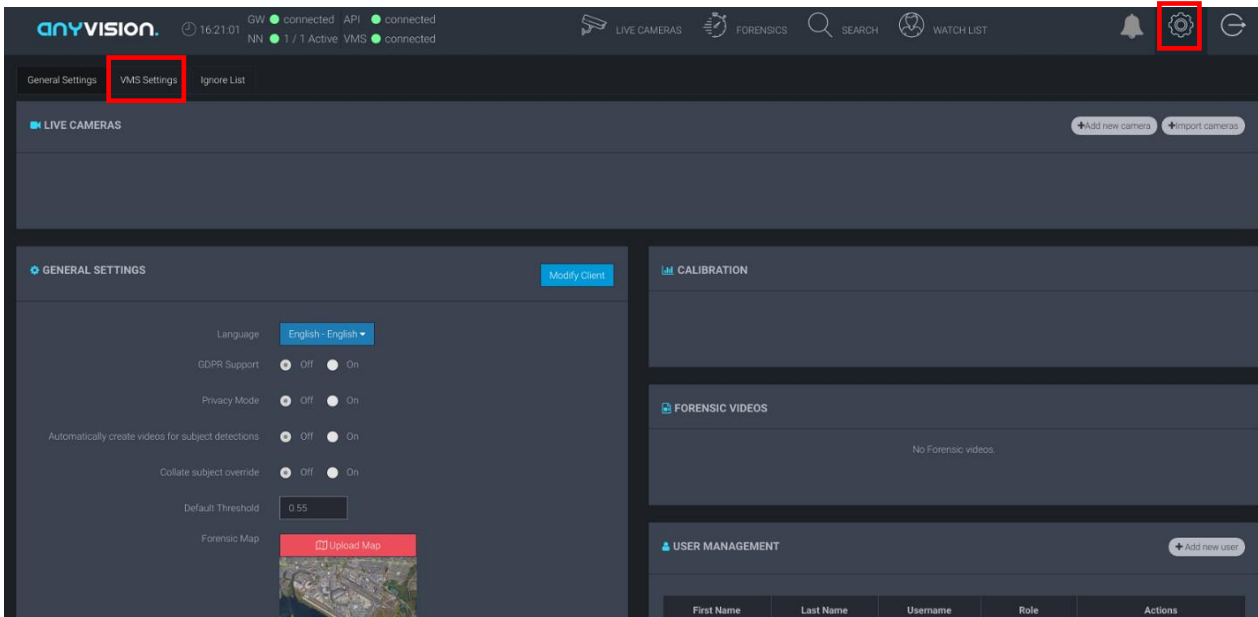 anyvision.
16:21:01
GW connected API connected
NN 1 / 1 Active VMS connected
LIVE CAMERAS
FORENSICS
SEARCH
WATCH LIST
General Settings
VMS Settings
Ignore List
LIVE CAMERAS
+Add new camera
+Import cameras
GENERAL SETTINGS
Modify Client
Language English - English
GDPR Support Off On
Privacy Mode Off On
Automatically create videos for subject detections Off On
Collate subject override Off On
Default Threshold 0.55
Forensic Map Upload Map
CALIBRATION
FORENSIC VIDEOS
No Forensic videos.
USER MANAGEMENT
+ Add new user
First Name Last Name Username Role Actions